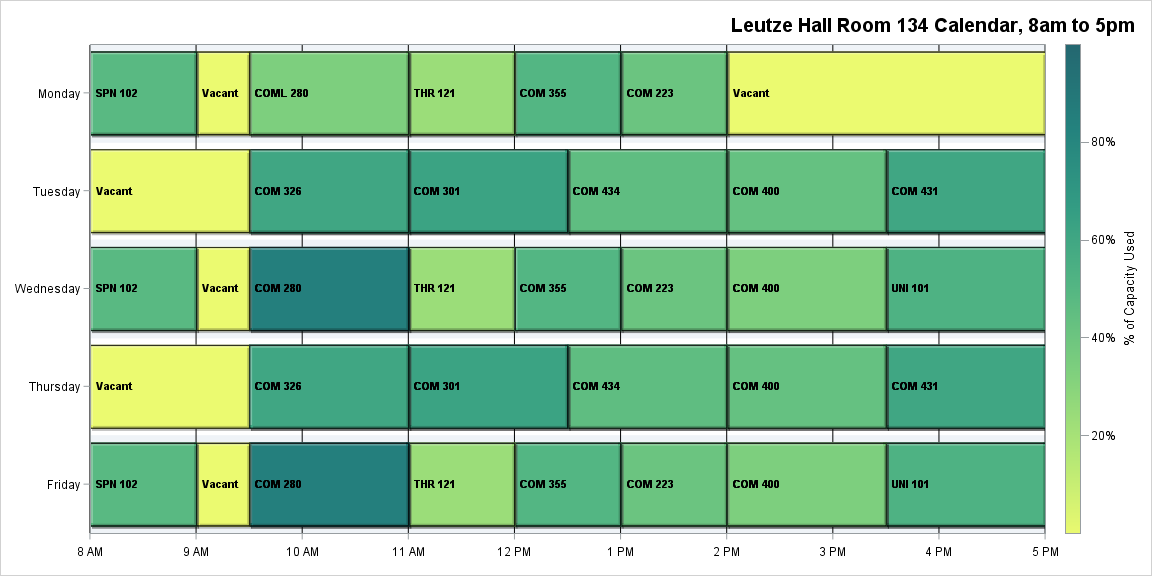 Leutze Hall Room 134 Calendar, 8am to 5pm
Monday
SPN 102
Vacant
COML 280
THR 121
COM 355
COM 223
Vacant
Tuesday
Vacant
COM 326
COM 301
COM 434
COM 400
COM 431
Wednesday
SPN 102
Vacant
COM 280
THR 121
COM 355
COM 223
COM 400
UNI 101
Thursday
Vacant
COM 326
COM 301
COM 434
COM 400
COM 431
Friday
SPN 102
Vacant
COM 280
THR 121
COM 355
COM 223
COM 400
UNI 101
8 AM
9 AM
10 AM
11 AM
12 PM
1 PM
2 PM
3 PM
4 PM
5 PM
80%
60%
40%
20%
% of Capacity Used